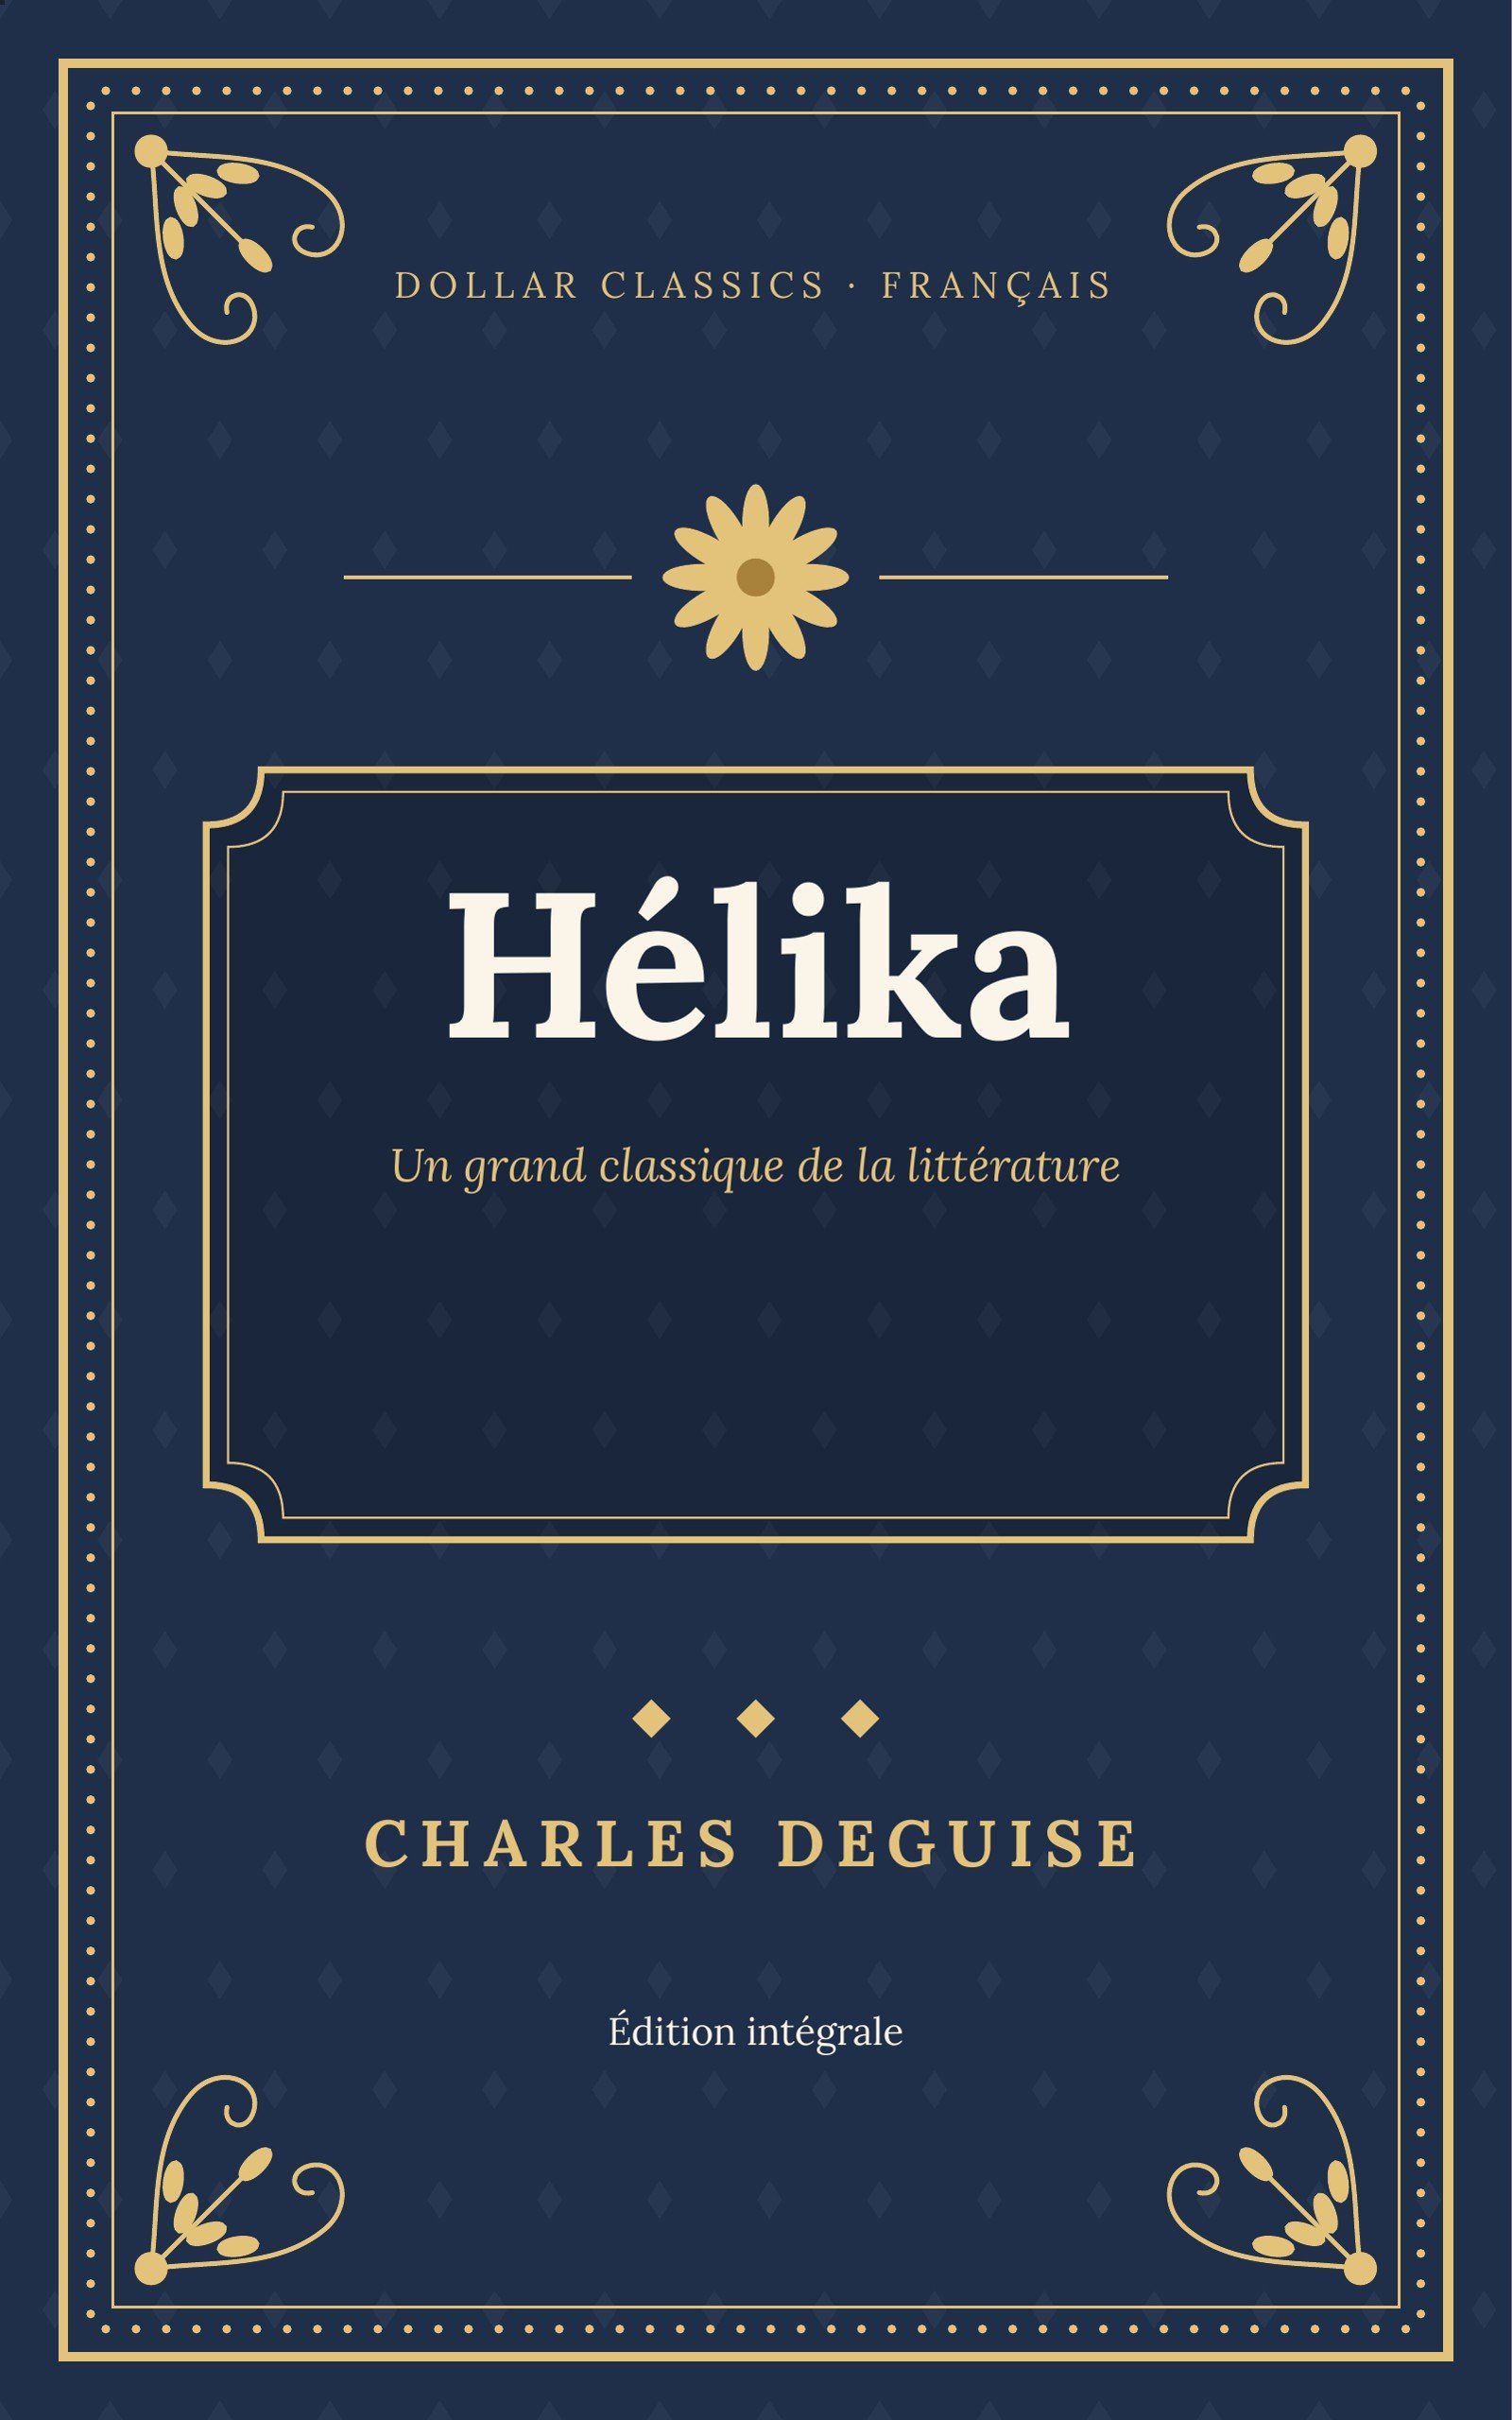 DOLLAR CLASSICS · FRANÇAIS
Hélika
Un grand classique de la littérature
CHARLES DEGUISE
Édition intégrale